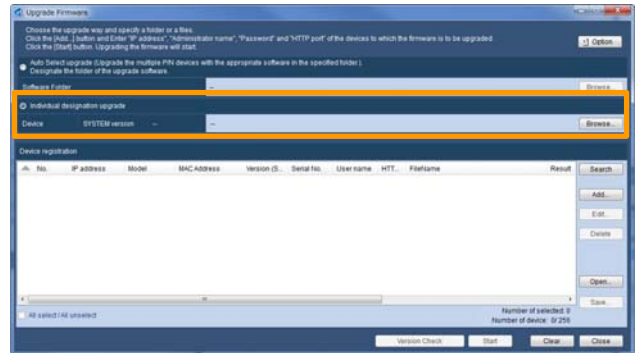 Upgrade Firmware
Choose the upgrade way and specify a folder or a files.
Click the [Add...] button and Enter "IP address", "Administrator name", "Password" and "HTTP port" of the devices to which the firmware is to be upgraded.
Click the [Start] button. Upgrading the firmware will start.
Option
Auto Select upgrade (Upgrade the multiple P/N devices with the appropriate software in the specified folder.)
Designate the folder of the upgrade software.
Software Folder -- Browse...
Individual designation upgrade
Device SYSTEM version -- -- Browse...
Device registration
No. IP address Model MAC Address Version (S... Serial No. User name HTT... FileName Result Search
Add...
Edit...
Delete
Open...
Save...
All select / All unselect
Number of selected: 0
Number of device: 0/ 256
Version Check Start Clear Close